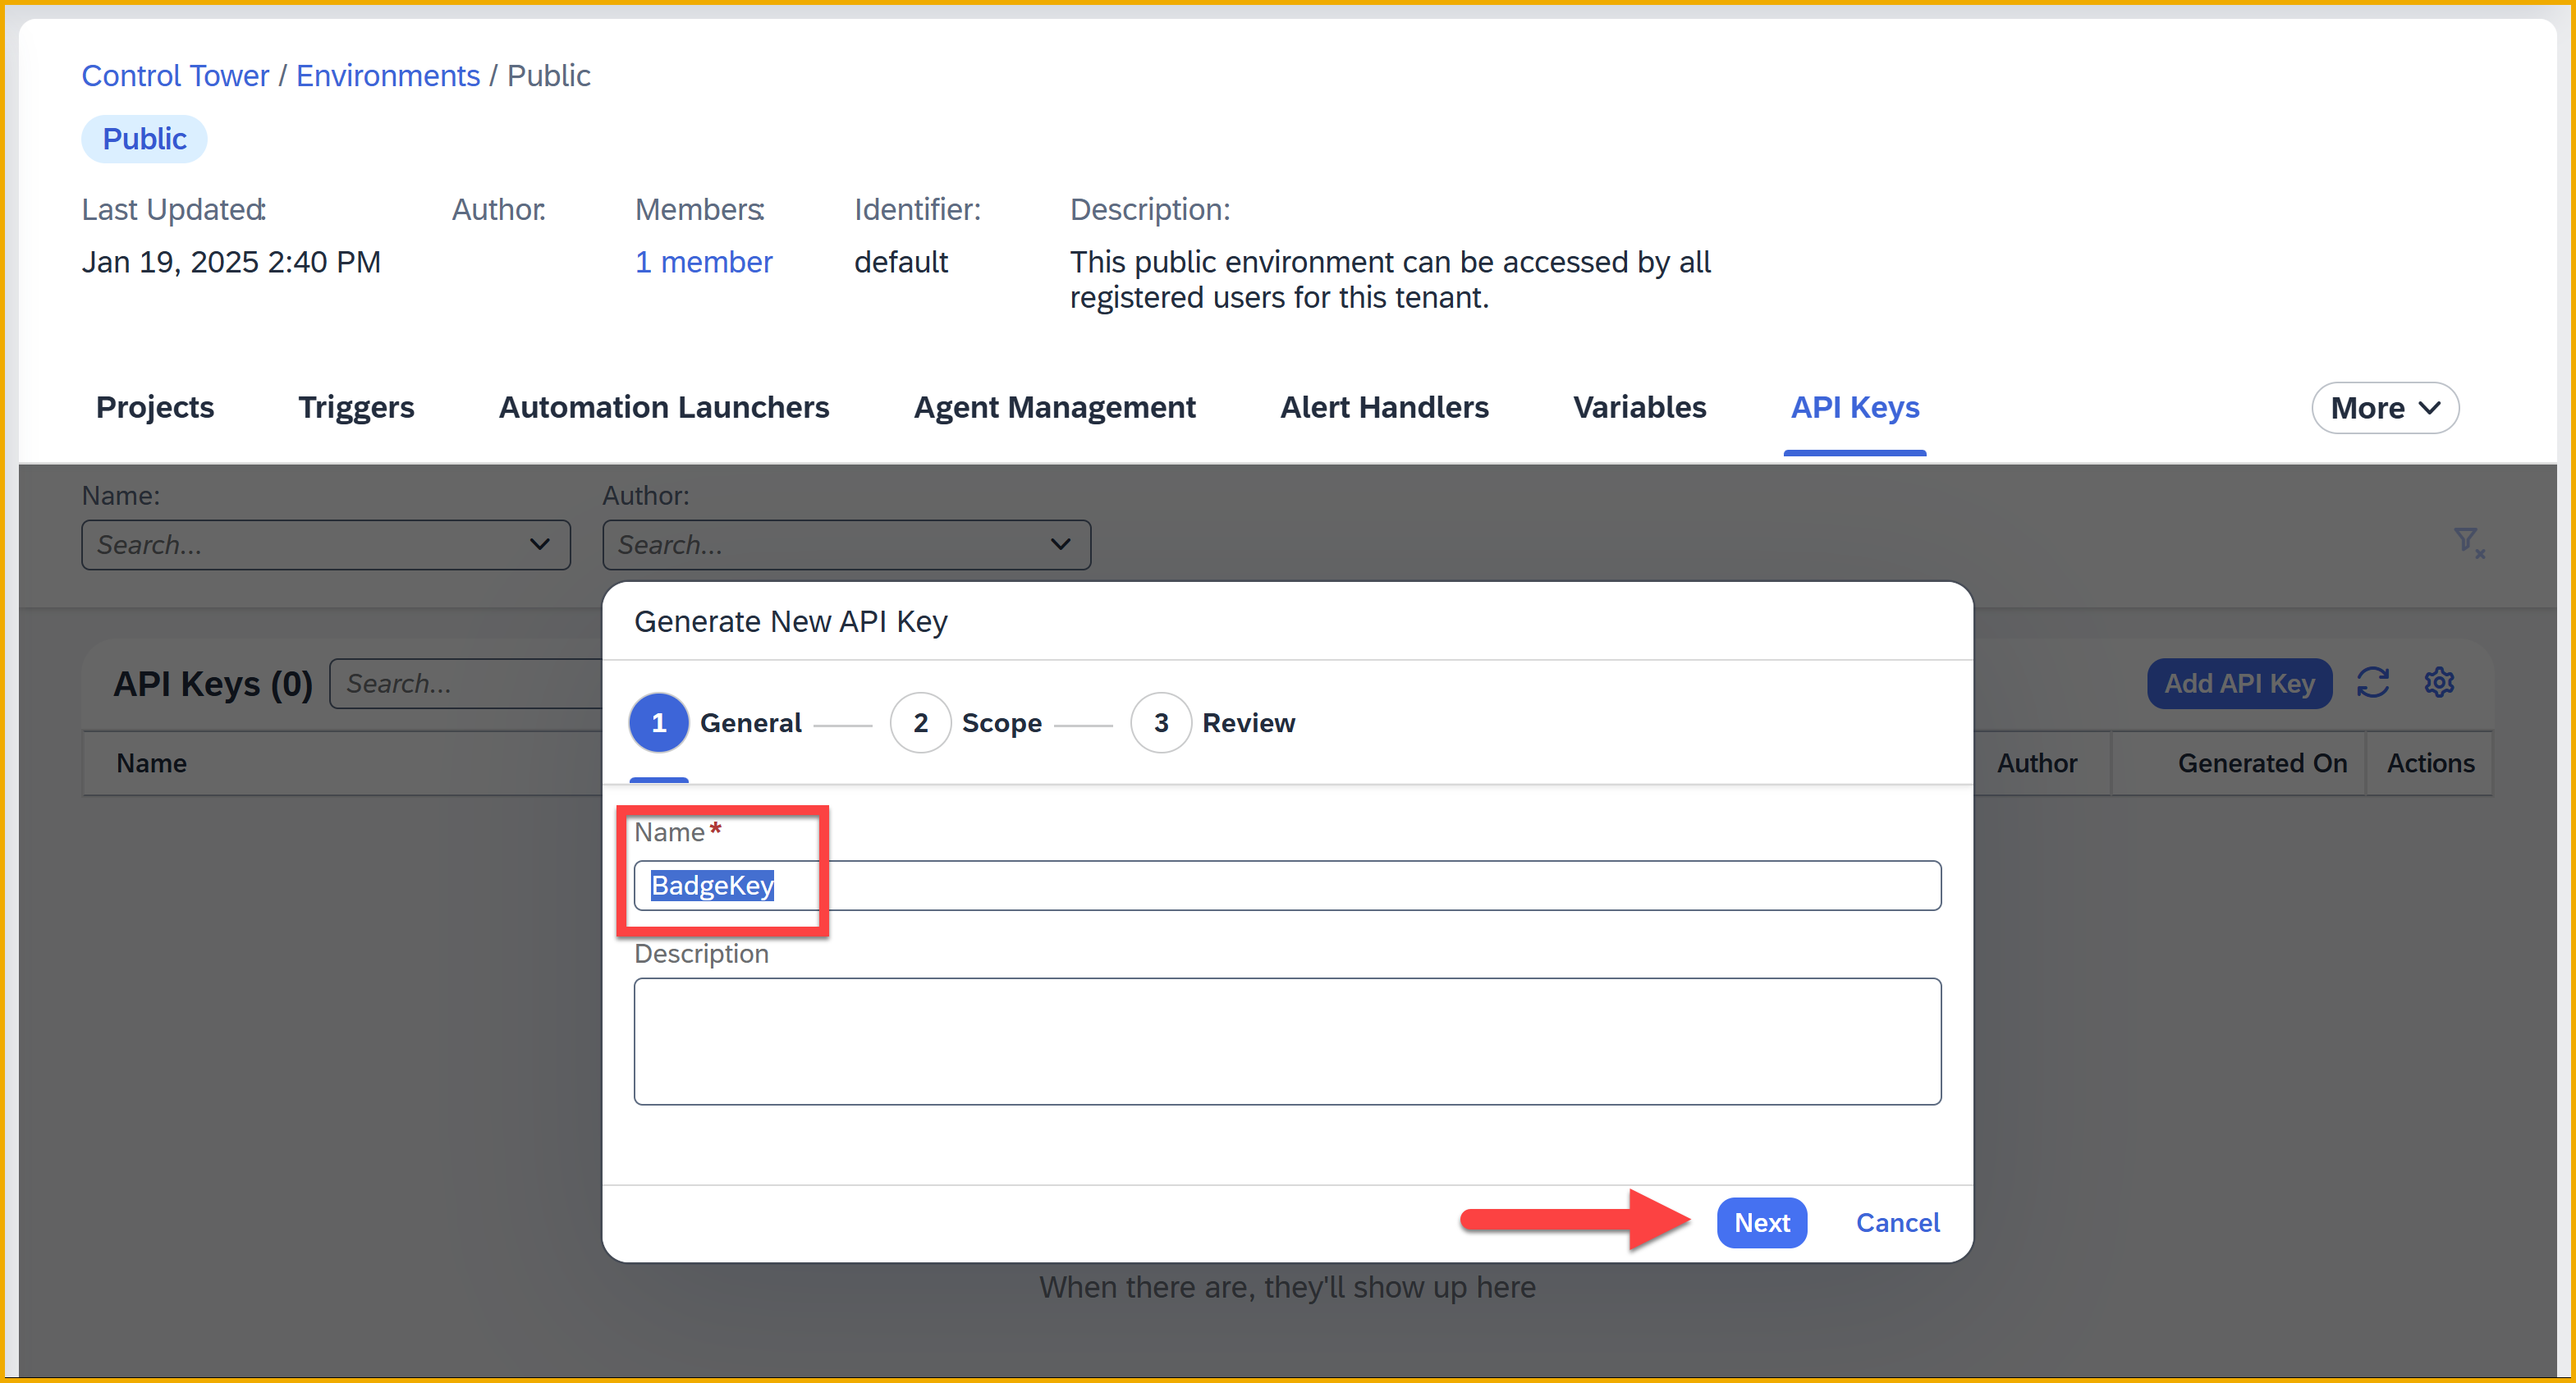 Control Tower / Environments / Public
Public
Last Updated: Author: Members: Identifier: Description:
Jan 19, 2025 2:40 PM 1 member default This public environment can be accessed by all
registered users for this tenant.
Projects Triggers Automation Launchers Agent Management Alert Handlers Variables API Keys More
Name: Author:
Search... Search...
Generate New API Key
API Keys (0) Search... Add API Key
1 General 2 Scope 3 Review
Name Author Generated On Actions
Name*
BadgeKey
Description
Next Cancel
When there are, they'll show up here